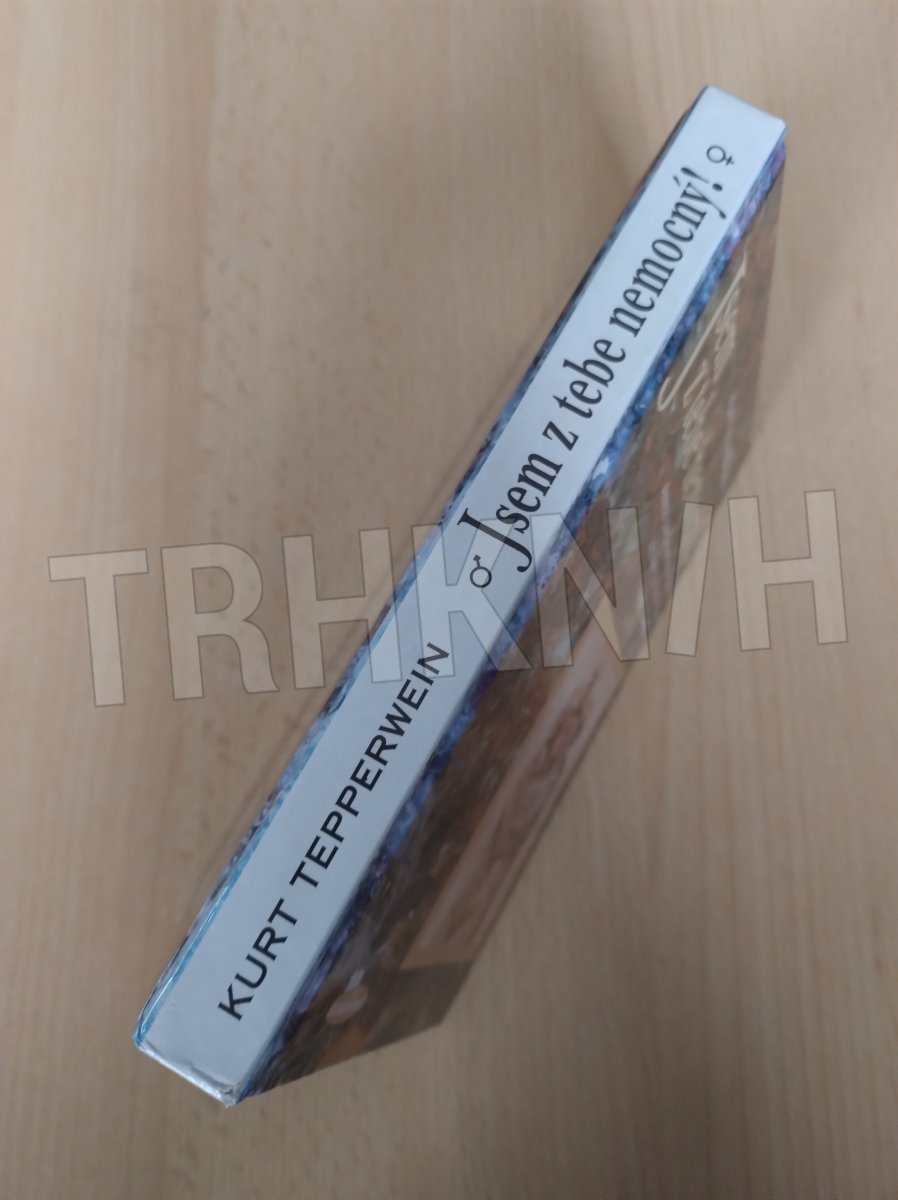 KURT TEPPERWEIN
♂ Jsem z tebe nemocný! ♀
TRHKNIH